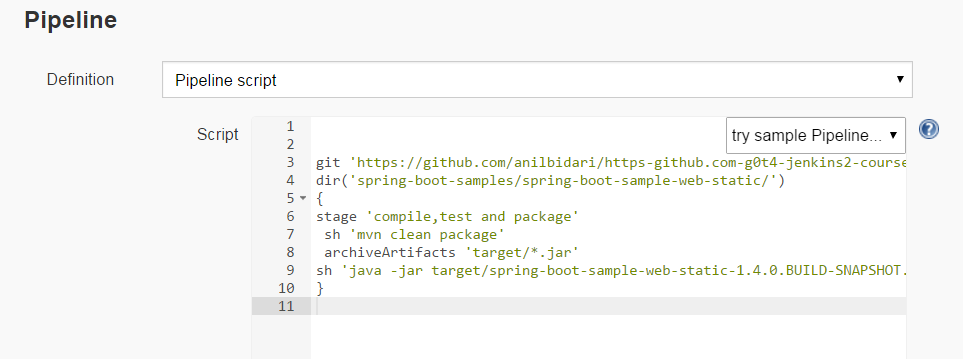 Pipeline
Definition
Pipeline script
Script
try sample Pipeline...
1
2
3 git 'https://github.com/anilbidari/https-github.com-g0t4-jenkins2-course
4 dir('spring-boot-samples/spring-boot-sample-web-static/')
5 {
6 stage 'compile,test and package'
7 sh 'mvn clean package'
8 archiveArtifacts 'target/*.jar'
9 sh 'java -jar target/spring-boot-sample-web-static-1.4.0.BUILD-SNAPSHOT.
10 }
11